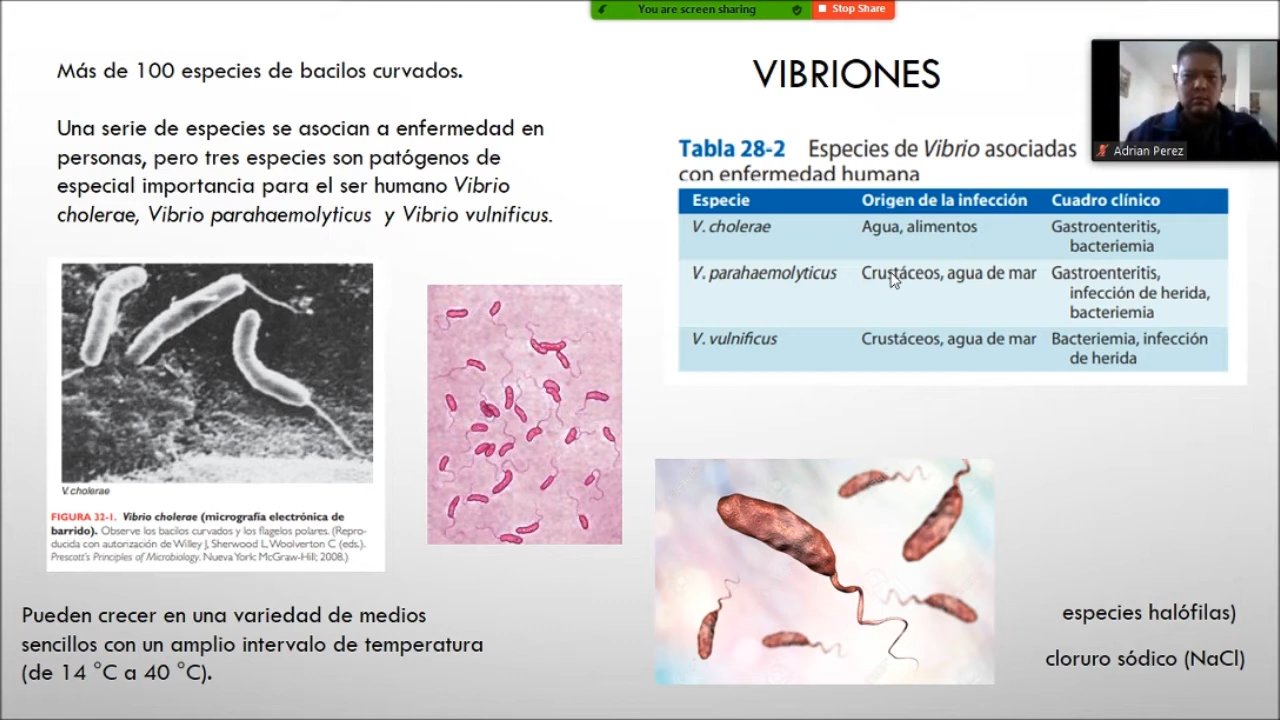 You are screen sharing
Stop Share
Más de 100 especies de bacilos curvados.
VIBRIONES
Una serie de especies se asocian a enfermedad en
personas, pero tres especies son patógenos de
especial importancia para el ser humano Vibrio
cholerae, Vibrio parahaemolyticus y Vibrio vulnificus.
Adrian Perez
Tabla 28-2 Especies de Vibrio asociadas
con enfermedad humana
Especie Origen de la infección Cuadro clínico
V. cholerae Agua, alimentos Gastroenteritis,
bacteriemia
V. parahaemolyticus Crustáceos, agua de mar Gastroenteritis,
infección de herida,
bacteriemia
V. vulnificus Crustáceos, agua de mar Bacteriemia, infección
de herida
V. cholerae
FIGURA 32-1. Vibrio cholerae (micrografía electrónica de
barrido). Observe los bacilos curvados y los flagelos polares. (Repro-
ducida con autorización de Willey J, Sherwood L, Woolverton C (eds.).
Prescott's Principles of Microbiology. Nueva York: McGraw-Hill; 2008.)
Pueden crecer en una variedad de medios
sencillos con un amplio intervalo de temperatura
(de 14 °C a 40 °C).
especies halófilas)
cloruro sódico (NaCl)